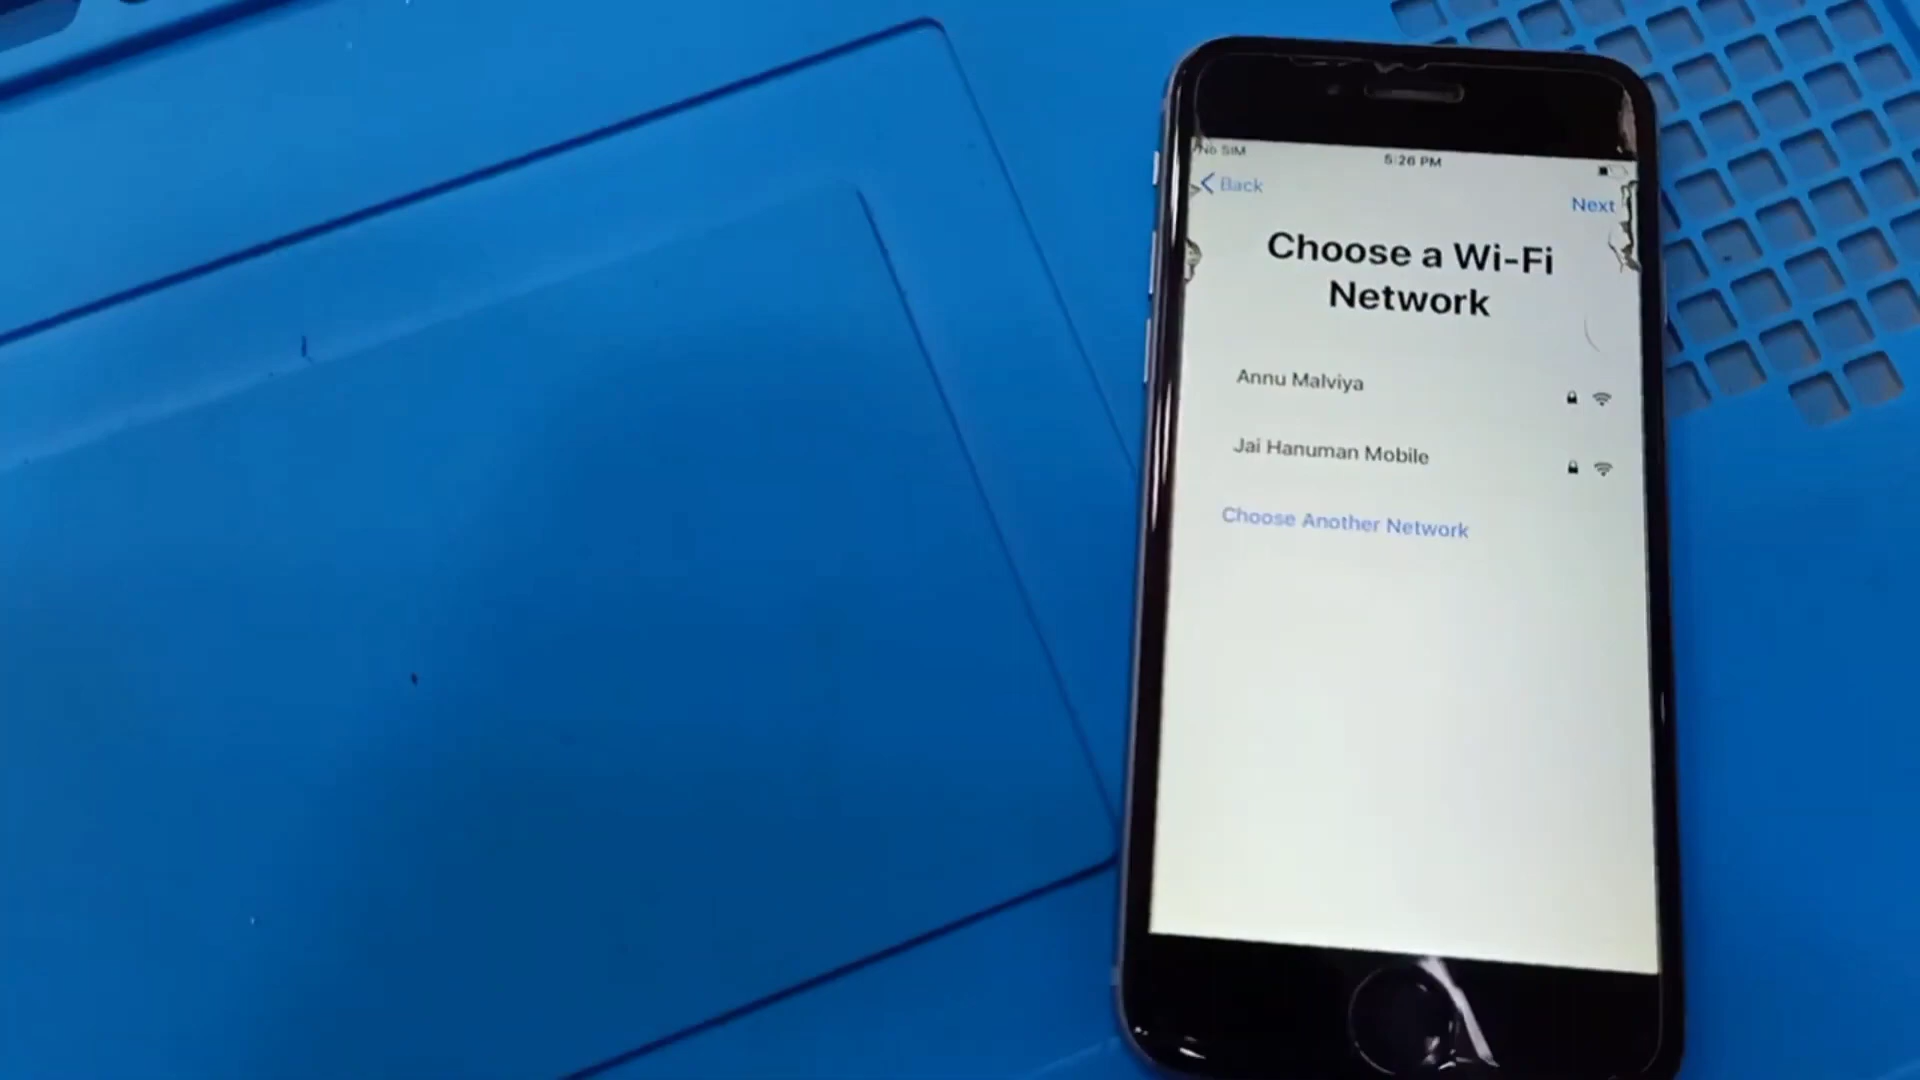 No SIM
5:26 PM
Back
Next
Choose a Wi-Fi
Network
Annu Malviya
Jai Hanuman Mobile
Choose Another Network